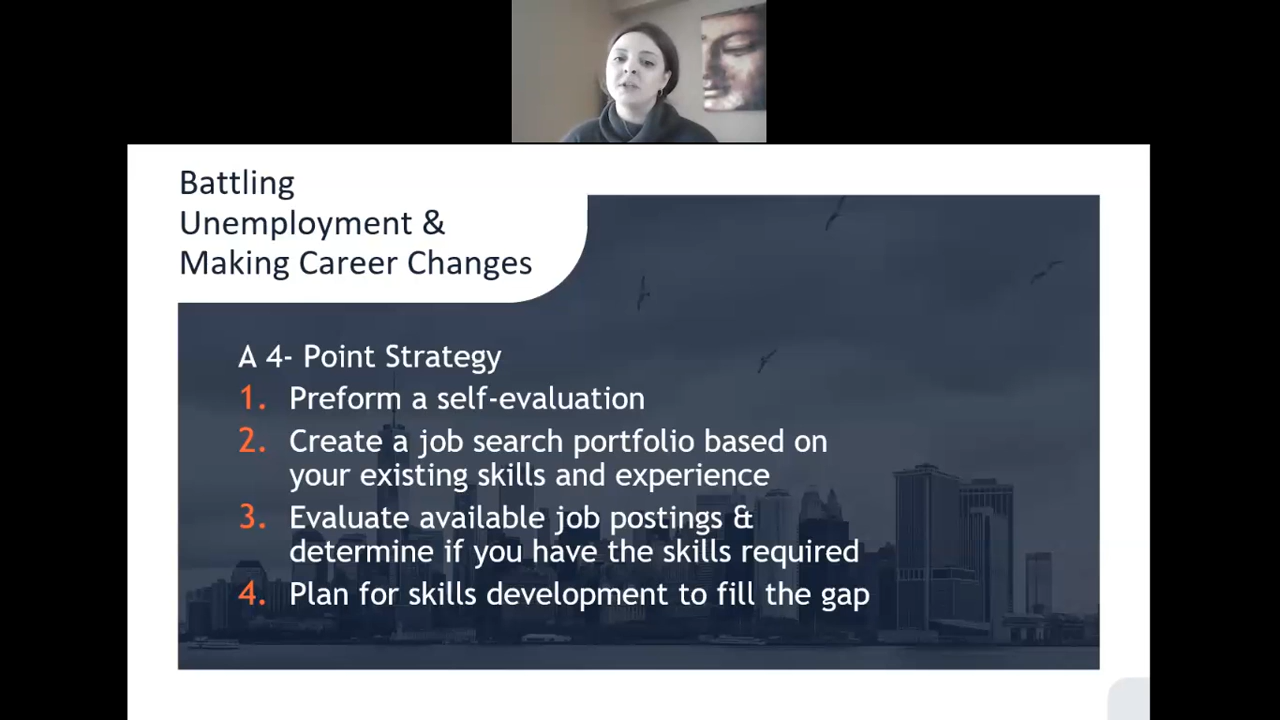 Battling
Unemployment &
Making Career Changes
A 4- Point Strategy
1. Preform a self-evaluation
2. Create a job search portfolio based on
your existing skills and experience
3. Evaluate available job postings &
determine if you have the skills required
4. Plan for skills development to fill the gap